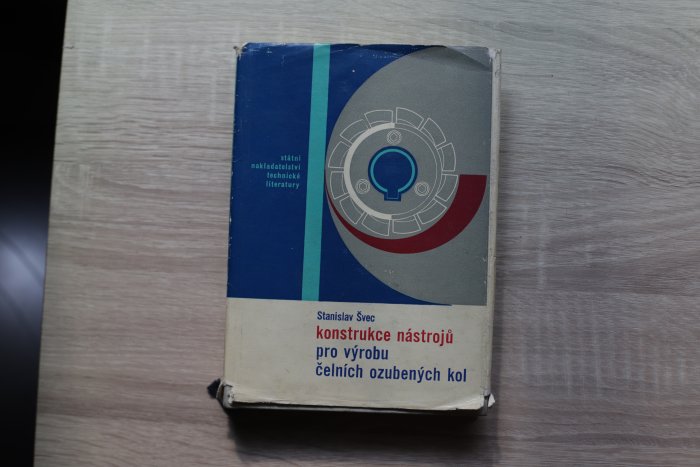 státní
nakladatelství
technické
literatury
Stanislav Švec
konstrukce nástrojů
pro výrobu
čelních ozubených kol